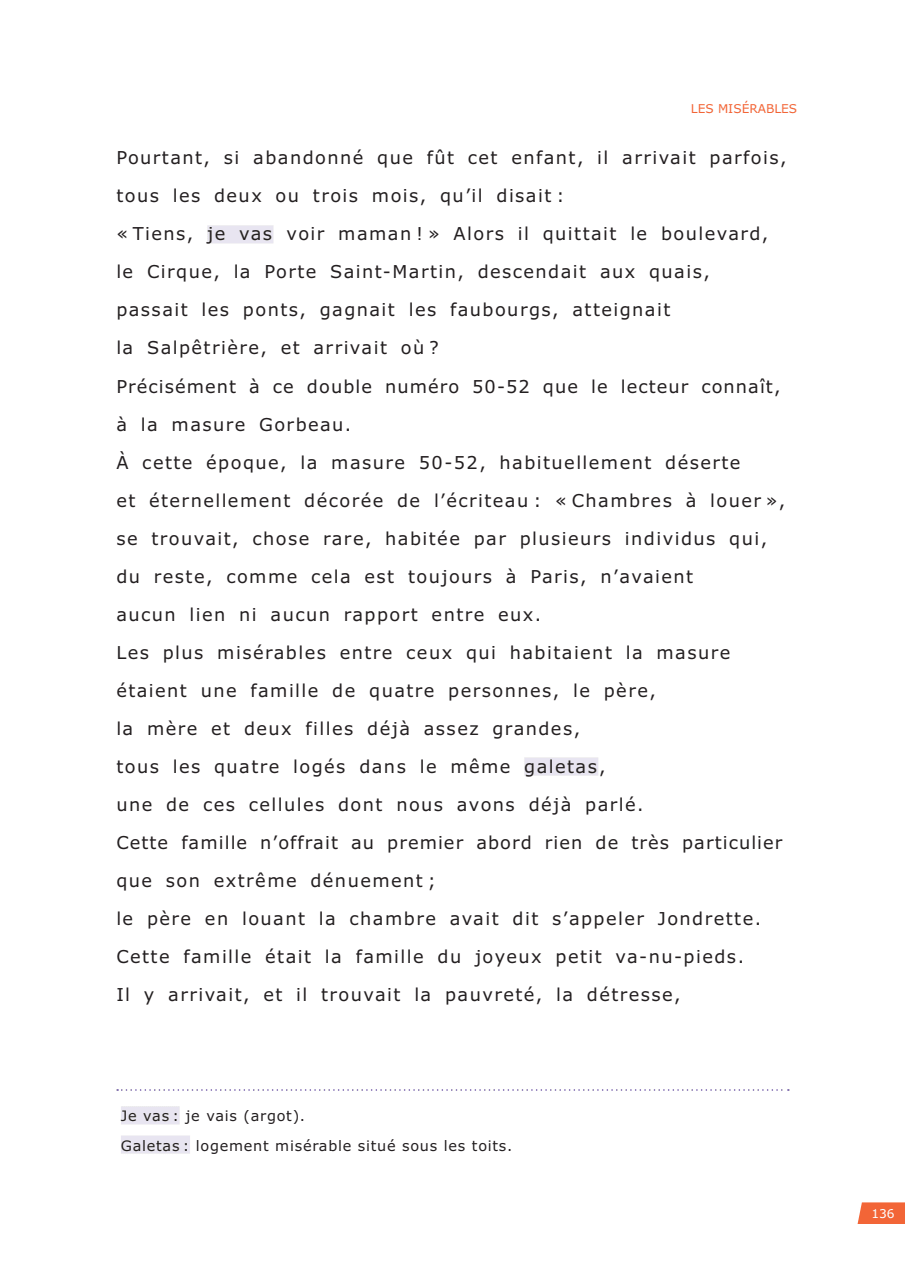 LES MISÉRABLES
Pourtant, si abandonné que fût cet enfant, il arrivait parfois,
tous les deux ou trois mois, qu’il disait :
« Tiens, je vas voir maman ! » Alors il quittait le boulevard,
le Cirque, la Porte Saint-Martin, descendait aux quais,
passait les ponts, gagnait les faubourgs, atteignait
la Salpêtrière, et arrivait où ?
Précisément à ce double numéro 50-52 que le lecteur connaît,
à la masure Gorbeau.
À cette époque, la masure 50-52, habituellement déserte
et éternellement décorée de l’écriteau : « Chambres à louer »,
se trouvait, chose rare, habitée par plusieurs individus qui,
du reste, comme cela est toujours à Paris, n’avaient
aucun lien ni aucun rapport entre eux.
Les plus misérables entre ceux qui habitaient la masure
étaient une famille de quatre personnes, le père,
la mère et deux filles déjà assez grandes,
tous les quatre logés dans le même galetas,
une de ces cellules dont nous avons déjà parlé.
Cette famille n’offrait au premier abord rien de très particulier
que son extrême dénuement ;
le père en louant la chambre avait dit s’appeler Jondrette.
Cette famille était la famille du joyeux petit va-nu-pieds.
Il y arrivait, et il trouvait la pauvreté, la détresse,
Je vas : je vais (argot).
Galetas : logement misérable situé sous les toits.
136